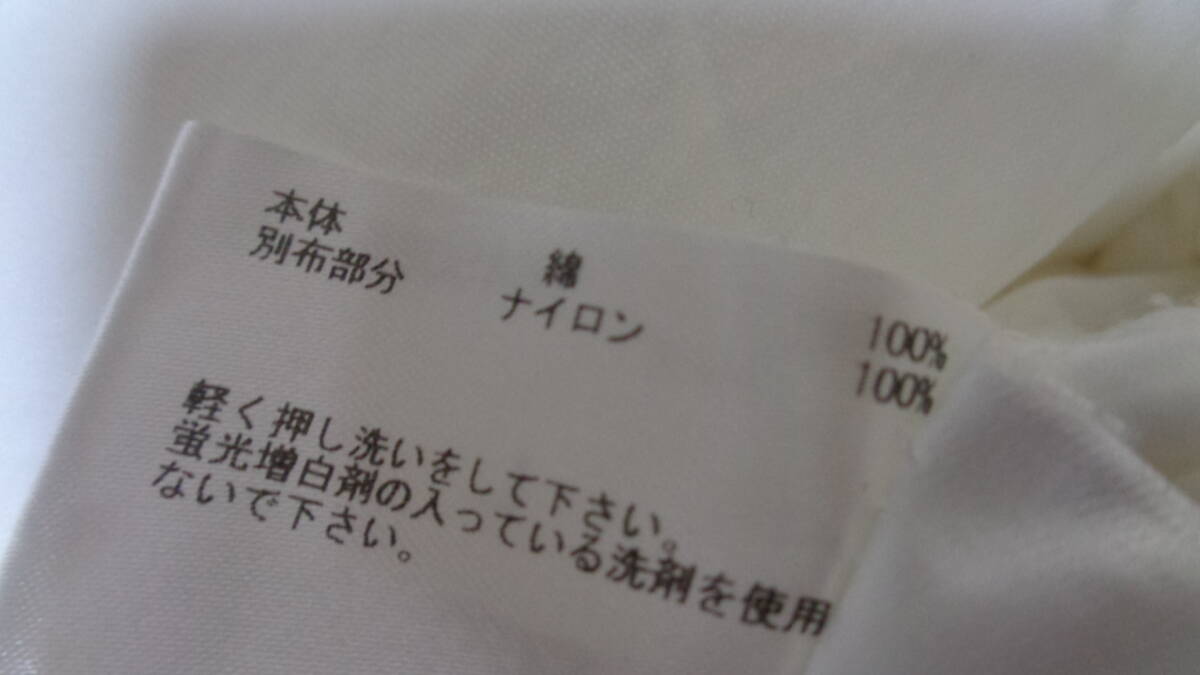 本体 綿 100%
別布部分 ナイロン 100%
軽く押し洗いをして下さい。
蛍光増白剤の入っている洗剤を使用
ないで下さい。